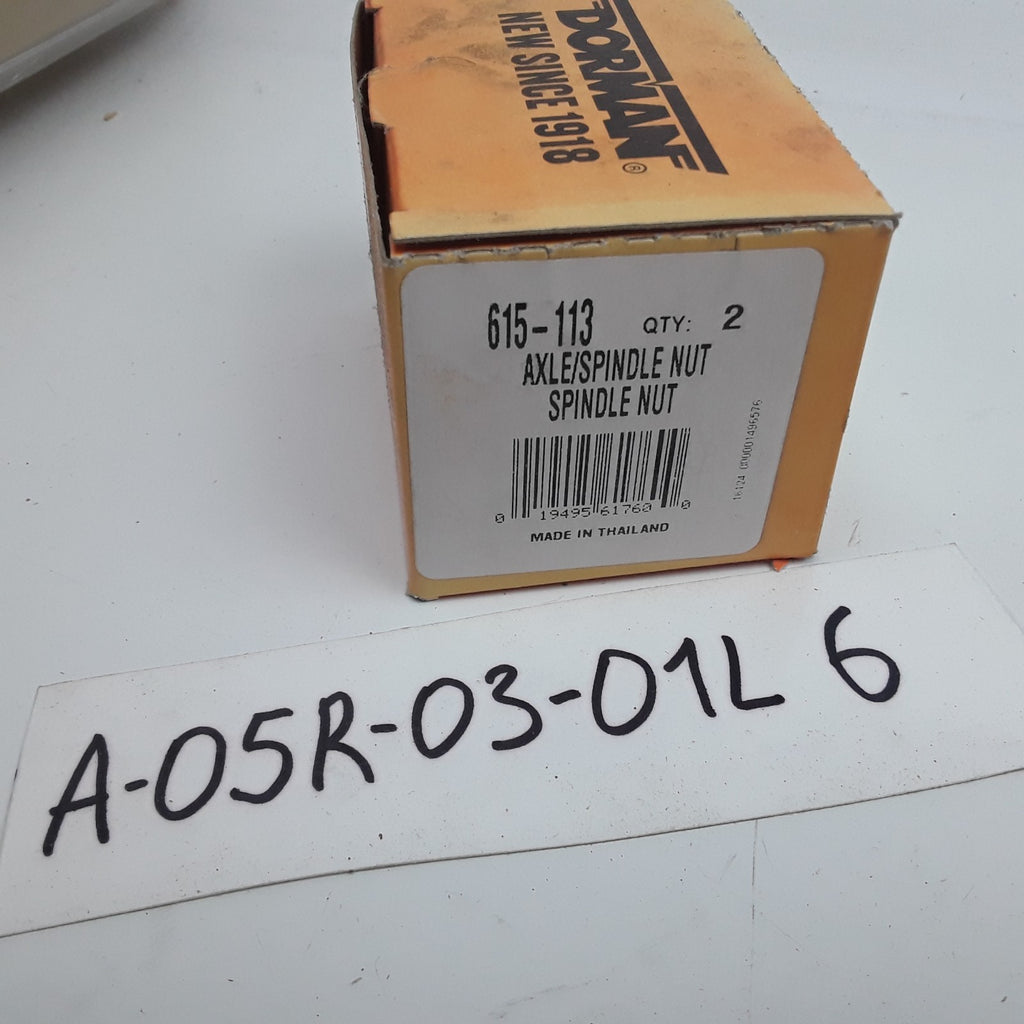 DORMAN®
NEW SINCE 1918
615-113 QTY: 2
AXLE/SPINDLE NUT
SPINDLE NUT
0 19495 61760 0
MADE IN THAILAND
A-05R-03-01L 6